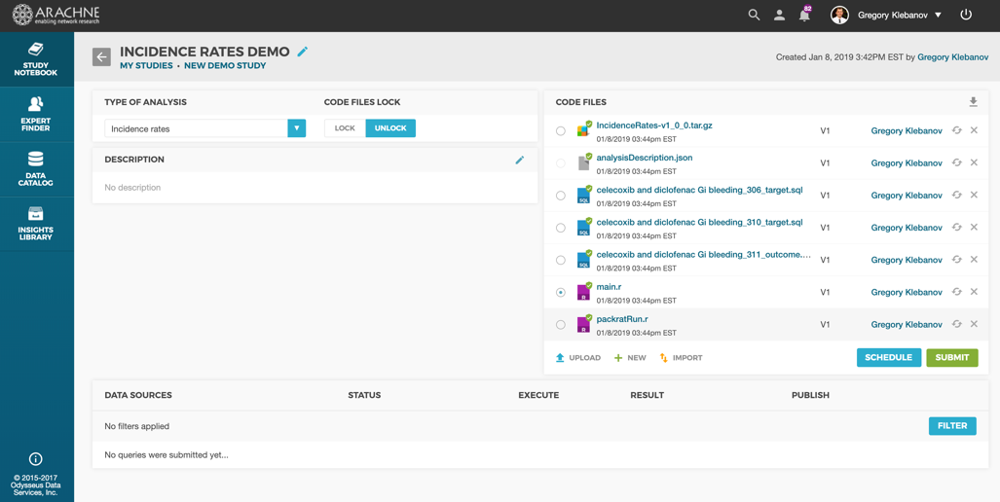 ARACHNE
enabling network research
82
Gregory Klebanov
STUDY
NOTEBOOK
EXPERT
FINDER
DATA
CATALOG
INSIGHTS
LIBRARY
© 2015-2017
Odysseus Data
Services, Inc.
INCIDENCE RATES DEMO
MY STUDIES • NEW DEMO STUDY
Created Jan 8, 2019 3:42PM EST by Gregory Klebanov
TYPE OF ANALYSIS
Incidence rates
CODE FILES LOCK
LOCK UNLOCK
DESCRIPTION
No description
CODE FILES
IncidenceRates-v1_0_0.tar.gz
01/8/2019 03:44pm EST
V1 Gregory Klebanov
analysisDescription.json
01/8/2019 03:44pm EST
V1 Gregory Klebanov
SQL
celecoxib and diclofenac Gi bleeding_306_target.sql
01/8/2019 03:44pm EST
V1 Gregory Klebanov
SQL
celecoxib and diclofenac Gi bleeding_310_target.sql
01/8/2019 03:44pm EST
V1 Gregory Klebanov
SQL
celecoxib and diclofenac Gi bleeding_311_outcome....
01/8/2019 03:44pm EST
V1 Gregory Klebanov
R
main.r
01/8/2019 03:44pm EST
V1 Gregory Klebanov
R
packratRun.r
01/8/2019 03:44pm EST
V1 Gregory Klebanov
UPLOAD NEW IMPORT SCHEDULE SUBMIT
DATA SOURCES STATUS EXECUTE RESULT PUBLISH
No filters applied FILTER
No queries were submitted yet...